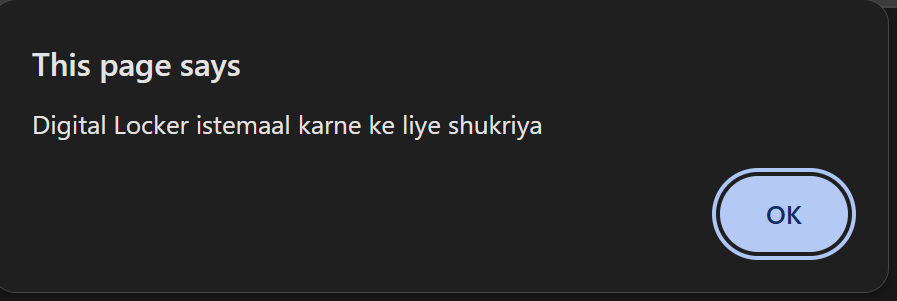 This page says
Digital Locker istemaal karne ke liye shukriya
OK